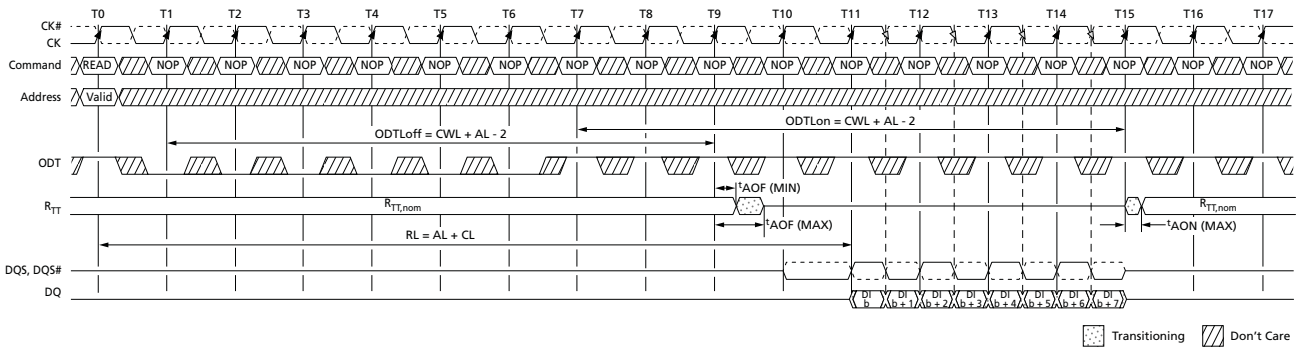 T0 T1 T2 T3 T4 T5 T6 T7 T8 T9 T10 T11 T12 T13 T14 T15 T16 T17
CK#
CK
Command READ NOP NOP NOP NOP NOP NOP NOP NOP NOP NOP NOP NOP NOP NOP NOP NOP NOP
Address Valid
ODTLon = CWL + AL - 2
ODTLoff = CWL + AL - 2
ODT
tAOF (MIN)
RTT RTT,nom RTT,nom
tAOF (MAX) tAON (MAX)
RL = AL + CL
DQS, DQS#
DQ DI b DI b + 1 DI b + 2 DI b + 3 DI b + 4 DI b + 5 DI b + 6 DI b + 7
Transitioning Don't Care